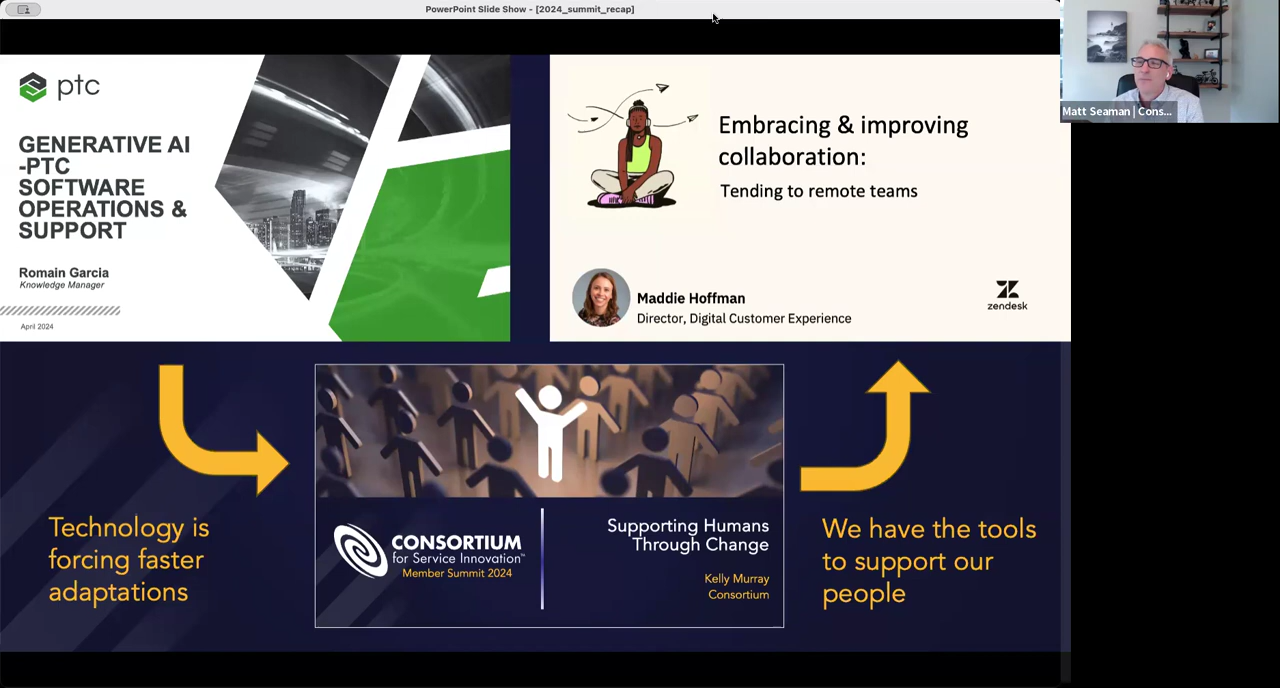 PowerPoint Slide Show - [2024_summit_recap]
Matt Seaman | Cons...
ptc
GENERATIVE AI
-PTC
SOFTWARE
OPERATIONS &
SUPPORT
Romain Garcia
Knowledge Manager
April 2024
Embracing & improving
collaboration:
Tending to remote teams
Maddie Hoffman
Director, Digital Customer Experience
zendesk
Technology is
forcing faster
adaptations
CONSORTIUM
for Service Innovation™
Member Summit 2024
Supporting Humans
Through Change
Kelly Murray
Consortium
We have the tools
to support our
people